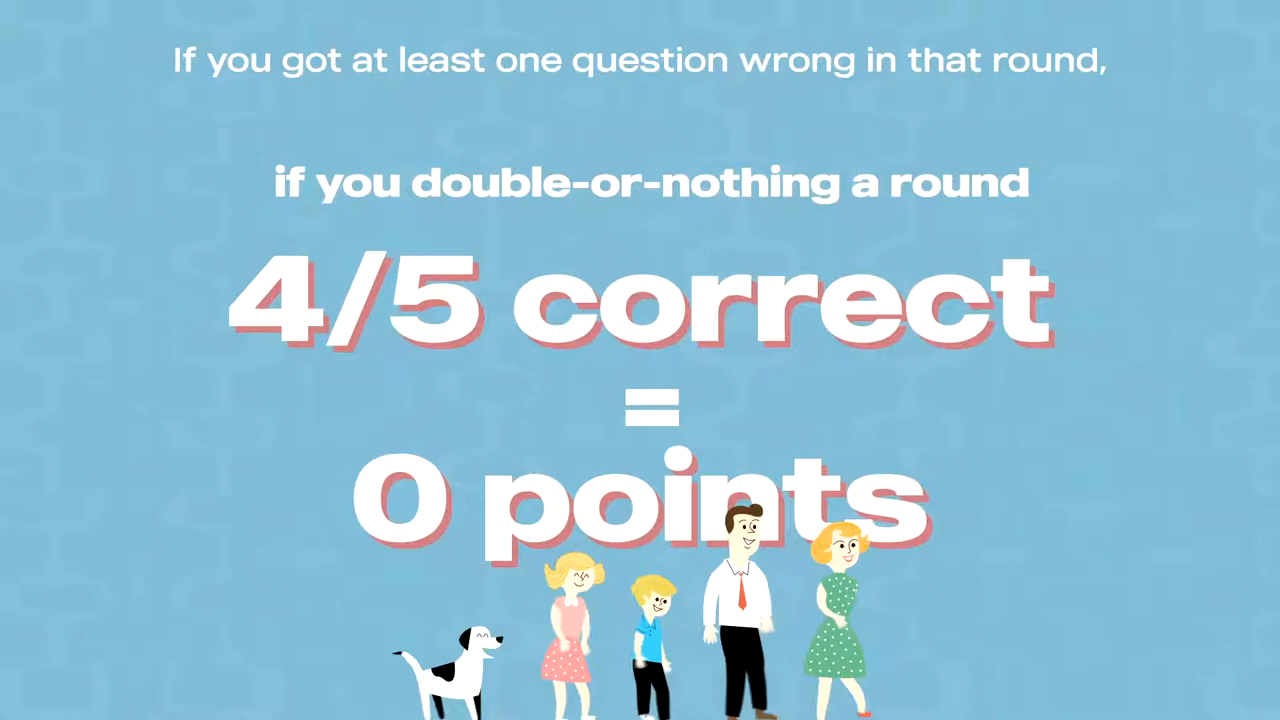 If you got at least one question wrong in that round,
if you double-or-nothing a round
4/5 correct
=
0 points